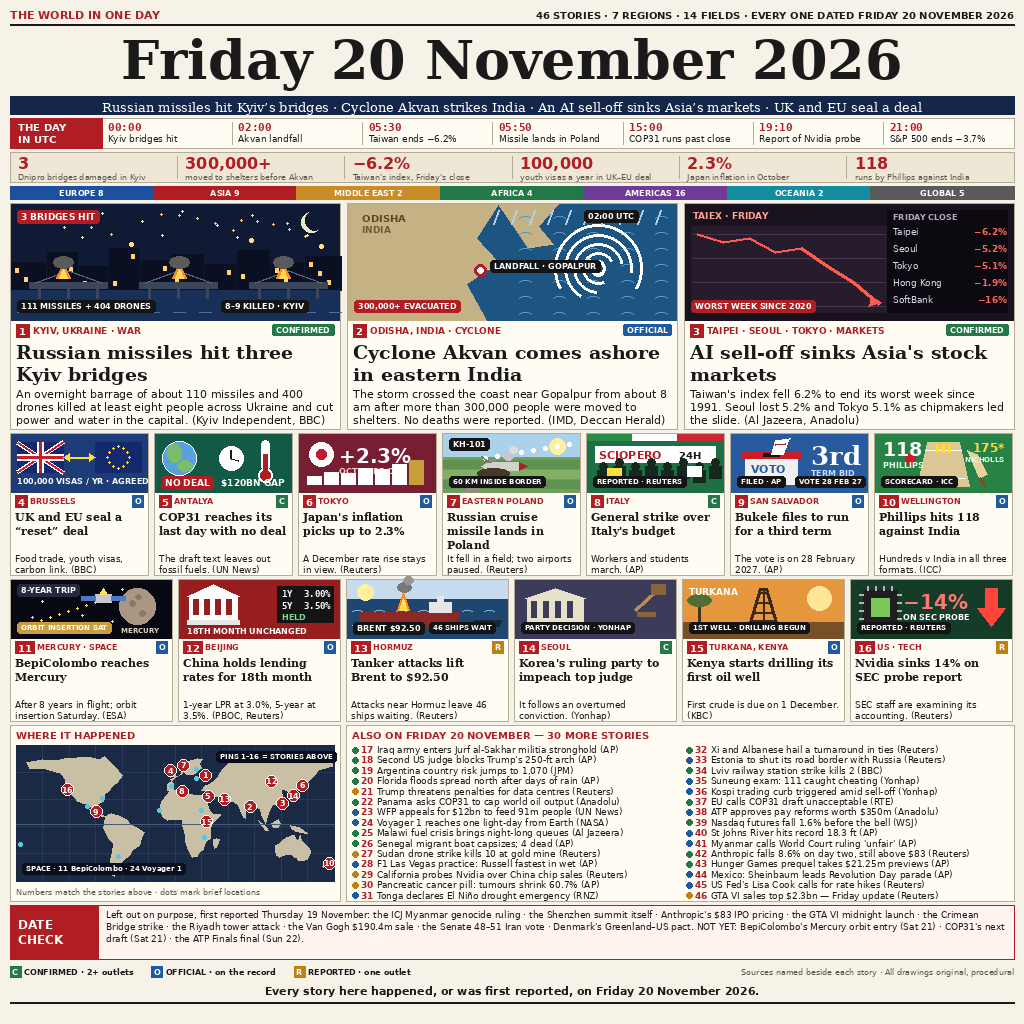 THE WORLD IN ONE DAY
46 STORIES · 7 REGIONS · 14 FIELDS · EVERY ONE DATED FRIDAY 20 NOVEMBER 2026
Friday 20 November 2026
Russian missiles hit Kyiv’s bridges · Cyclone Akvan strikes India · An AI sell-off sinks Asia’s markets · UK and EU seal a deal
THE DAY
IN UTC
00:00
Kyiv bridges hit
02:00
Akvan landfall
05:30
Taiwan ends −6.2%
05:50
Missile lands in Poland
15:00
COP31 runs past close
19:10
Report of Nvidia probe
21:00
S&P 500 ends −3.7%
3
Dnipro bridges damaged in Kyiv
300,000+
moved to shelters before Akvan
−6.2%
Taiwan's index, Friday's close
100,000
youth visas a year in UK–EU deal
2.3%
Japan inflation in October
118
runs by Phillips against India
EUROPE 8
ASIA 9
MIDDLE EAST 2
AFRICA 4
AMERICAS 16
OCEANIA 2
GLOBAL 5
3 BRIDGES HIT
111 MISSILES + 404 DRONES
8–9 KILLED · KYIV
1 KYIV, UKRAINE · WAR
CONFIRMED
Russian missiles hit three
Kyiv bridges
An overnight barrage of about 110 missiles and 400
drones killed at least eight people across Ukraine and cut
power and water in the capital. (Kyiv Independent, BBC)
ODISHA
INDIA
02:00 UTC
LANDFALL · GOPALPUR
300,000+ EVACUATED
2 ODISHA, INDIA · CYCLONE
OFFICIAL
Cyclone Akvan comes ashore
in eastern India
The storm crossed the coast near Gopalpur from about 8
am after more than 300,000 people were moved to
shelters. No deaths were reported. (IMD, Deccan Herald)
TAIEX · FRIDAY
FRIDAY CLOSE
Taipei −6.2%
Seoul −5.2%
Tokyo −5.1%
Hong Kong −1.9%
SoftBank −16%
WORST WEEK SINCE 2020
3 TAIPEI · SEOUL · TOKYO · MARKETS
CONFIRMED
AI sell-off sinks Asia's stock
markets
Taiwan's index fell 6.2% to end its worst week since
1991. Seoul lost 5.2% and Tokyo 5.1% as chipmakers led
the slide. (Al Jazeera, Anadolu)
100,000 VISAS / YR · AGREED
4 BRUSSELS O
UK and EU seal a
“reset” deal
Food trade, youth visas,
carbon link. (BBC)
NO DEAL
$120BN GAP
5 ANTALYA C
COP31 reaches its
last day with no deal
The draft text leaves out
fossil fuels. (UN News)
+2.3%
6 TOKYO O
Japan's inflation
picks up to 2.3%
A December rate rise stays
in view. (Reuters)
KH-101
60 KM INSIDE BORDER
7 EASTERN POLAND O
Russian cruise
missile lands in
Poland
It fell in a field; two airports
paused. (Reuters)
SCIOPERO 24H
REPORTED · REUTERS
8 ITALY C
General strike over
Italy's budget
Workers and students
march. (AP)
VOTO
3rd
TERM BID
FILED · AP
VOTE 28 FEB 27
9 SAN SALVADOR O
Bukele files to run
for a third term
The vote is on 28 February
2027. (AP)
118
PHILLIPS
175*
SCORECARD · ICC
10 WELLINGTON O
Phillips hits 118
against India
Hundreds v India in all three
formats. (ICC)
8-YEAR TRIP
ORBIT INSERTION SAT
MERCURY
11 MERCURY · SPACE O
BepiColombo reaches
Mercury
After 8 years in flight; orbit
insertion Saturday. (ESA)
1Y 3.00%
5Y 3.50%
HELD
18TH MONTH UNCHANGED
12 BEIJING O
China holds lending
rates for 18th month
1-year LPR at 3.0%, 5-year at
3.5%. (PBOC, Reuters)
BRENT $92.50
46 SHIPS WAIT
13 HORMUZ R
Tanker attacks lift
Brent to $92.50
Attacks near Hormuz leave 46
ships waiting. (Reuters)
PARTY DECISION · YONHAP
14 SEOUL C
Korea's ruling party to
impeach top judge
It follows an overturned
conviction. (Yonhap)
TURKANA
1ST WELL · DRILLING BEGUN
15 TURKANA, KENYA O
Kenya starts drilling its
first oil well
First crude is due on 1 December.
(KBC)
−14%
ON SEC PROBE
REPORTED · REUTERS
16 US · TECH R
Nvidia sinks 14% on
SEC probe report
SEC staff are examining its
accounting. (Reuters)
WHERE IT HAPPENED
PINS 1–16 = STORIES ABOVE
4
7
1
16
8
12
6
5
13
14
3
2
9
15
10
SPACE · 11 BepiColombo · 24 Voyager 1
Numbers match the stories above · dots mark brief locations
ALSO ON FRIDAY 20 NOVEMBER — 30 MORE STORIES
17 Iraq army enters Jurf al-Sakhar militia stronghold (AP)
18 Second US judge blocks Trump's 250-ft arch (AP)
19 Argentina country risk jumps to 1,070 (JPM)
20 Florida floods spread north after days of rain (AP)
21 Trump threatens penalties for data centres (Reuters)
22 Panama asks COP31 to cap world oil output (Anadolu)
23 WFP appeals for $12bn to feed 91m people (UN News)
24 Voyager 1 reaches one light-day from Earth (NASA)
25 Malawi fuel crisis brings night-long queues (Al Jazeera)
26 Senegal migrant boat capsizes; 4 dead (AP)
27 Sudan drone strike kills 10 at gold mine (Reuters)
28 F1 Las Vegas practice: Russell fastest in wet (AP)
29 California probes Nvidia over China chip sales (Reuters)
30 Pancreatic cancer pill: tumours shrink 60.7% (AP)
31 Tonga declares El Niño drought emergency (RNZ)
32 Xi and Albanese hail a turnaround in ties (Reuters)
33 Estonia to shut its road border with Russia (Reuters)
34 Lviv railway station strike kills 2 (BBC)
35 Suneung exam: 111 caught cheating (Yonhap)
36 Kospi trading curb triggered amid sell-off (Yonhap)
37 EU calls COP31 draft unacceptable (RTE)
38 ATP approves pay reforms worth $350m (Anadolu)
39 Nasdaq futures fall 1.6% before the bell (WSJ)
40 St Johns River hits record 18.3 ft (AP)
41 Myanmar calls World Court ruling 'unfair' (AP)
42 Anthropic falls 8.6% on day two, still above $83 (Reuters)
43 Hunger Games prequel takes $21.25m previews (AP)
44 Mexico: Sheinbaum leads Revolution Day parade (AP)
45 US Fed's Lisa Cook calls for rate hikes (Reuters)
46 GTA VI sales top $2.3bn — Friday update (Reuters)
DATE
CHECK
Left out on purpose, first reported Thursday 19 November: the ICJ Myanmar genocide ruling · the Shenzhen summit itself · Anthropic's $83 IPO pricing · the GTA VI midnight launch · the Crimean
Bridge strike · the Riyadh tower attack · the Van Gogh $190.4m sale · the Senate 48–51 Iran vote · Denmark's Greenland–US pact. NOT YET: BepiColombo's Mercury orbit entry (Sat 21) · COP31's next
draft (Sat 21) · the ATP Finals final (Sun 22).
C CONFIRMED · 2+ outlets
O OFFICIAL · on the record
R REPORTED · one outlet
Sources named beside each story · All drawings original, procedural
Every story here happened, or was first reported, on Friday 20 November 2026.